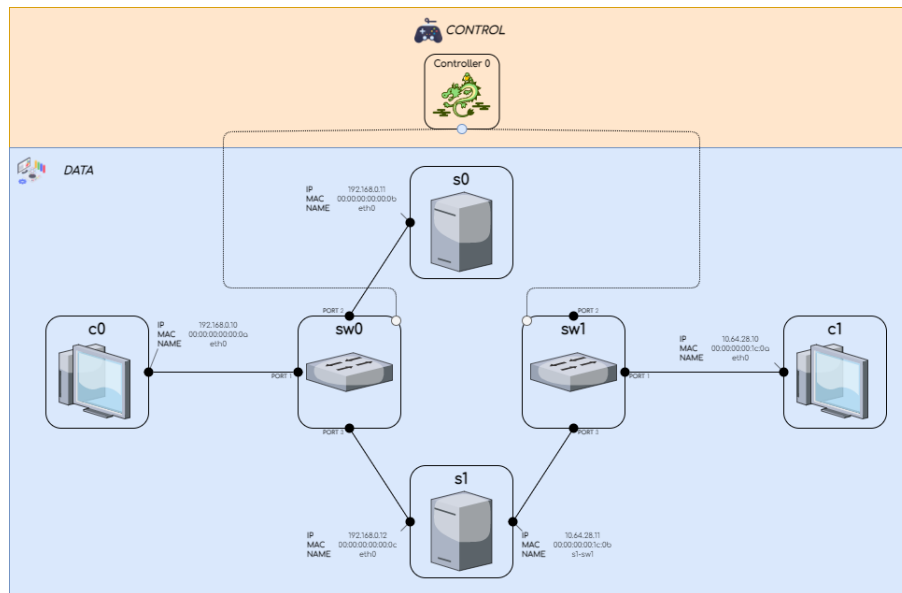 CONTROL
Controller 0
DATA
s0
IP 192.168.0.11
MAC 00:00:00:00:00:0b
NAME eth0
PORT 2
PORT 2
c0
IP 192.168.0.10
MAC 00:00:00:00:00:0a
NAME eth0
sw0
PORT 1
PORT 3
sw1
PORT 1
PORT 3
IP 10.64.28.10
MAC 00:00:00:00:1c:0a
NAME eth0
c1
s1
IP 192.168.0.12
MAC 00:00:00:00:00:0c
NAME eth0
IP 10.64.28.11
MAC 00:00:00:00:1c:0b
NAME s1-sw1